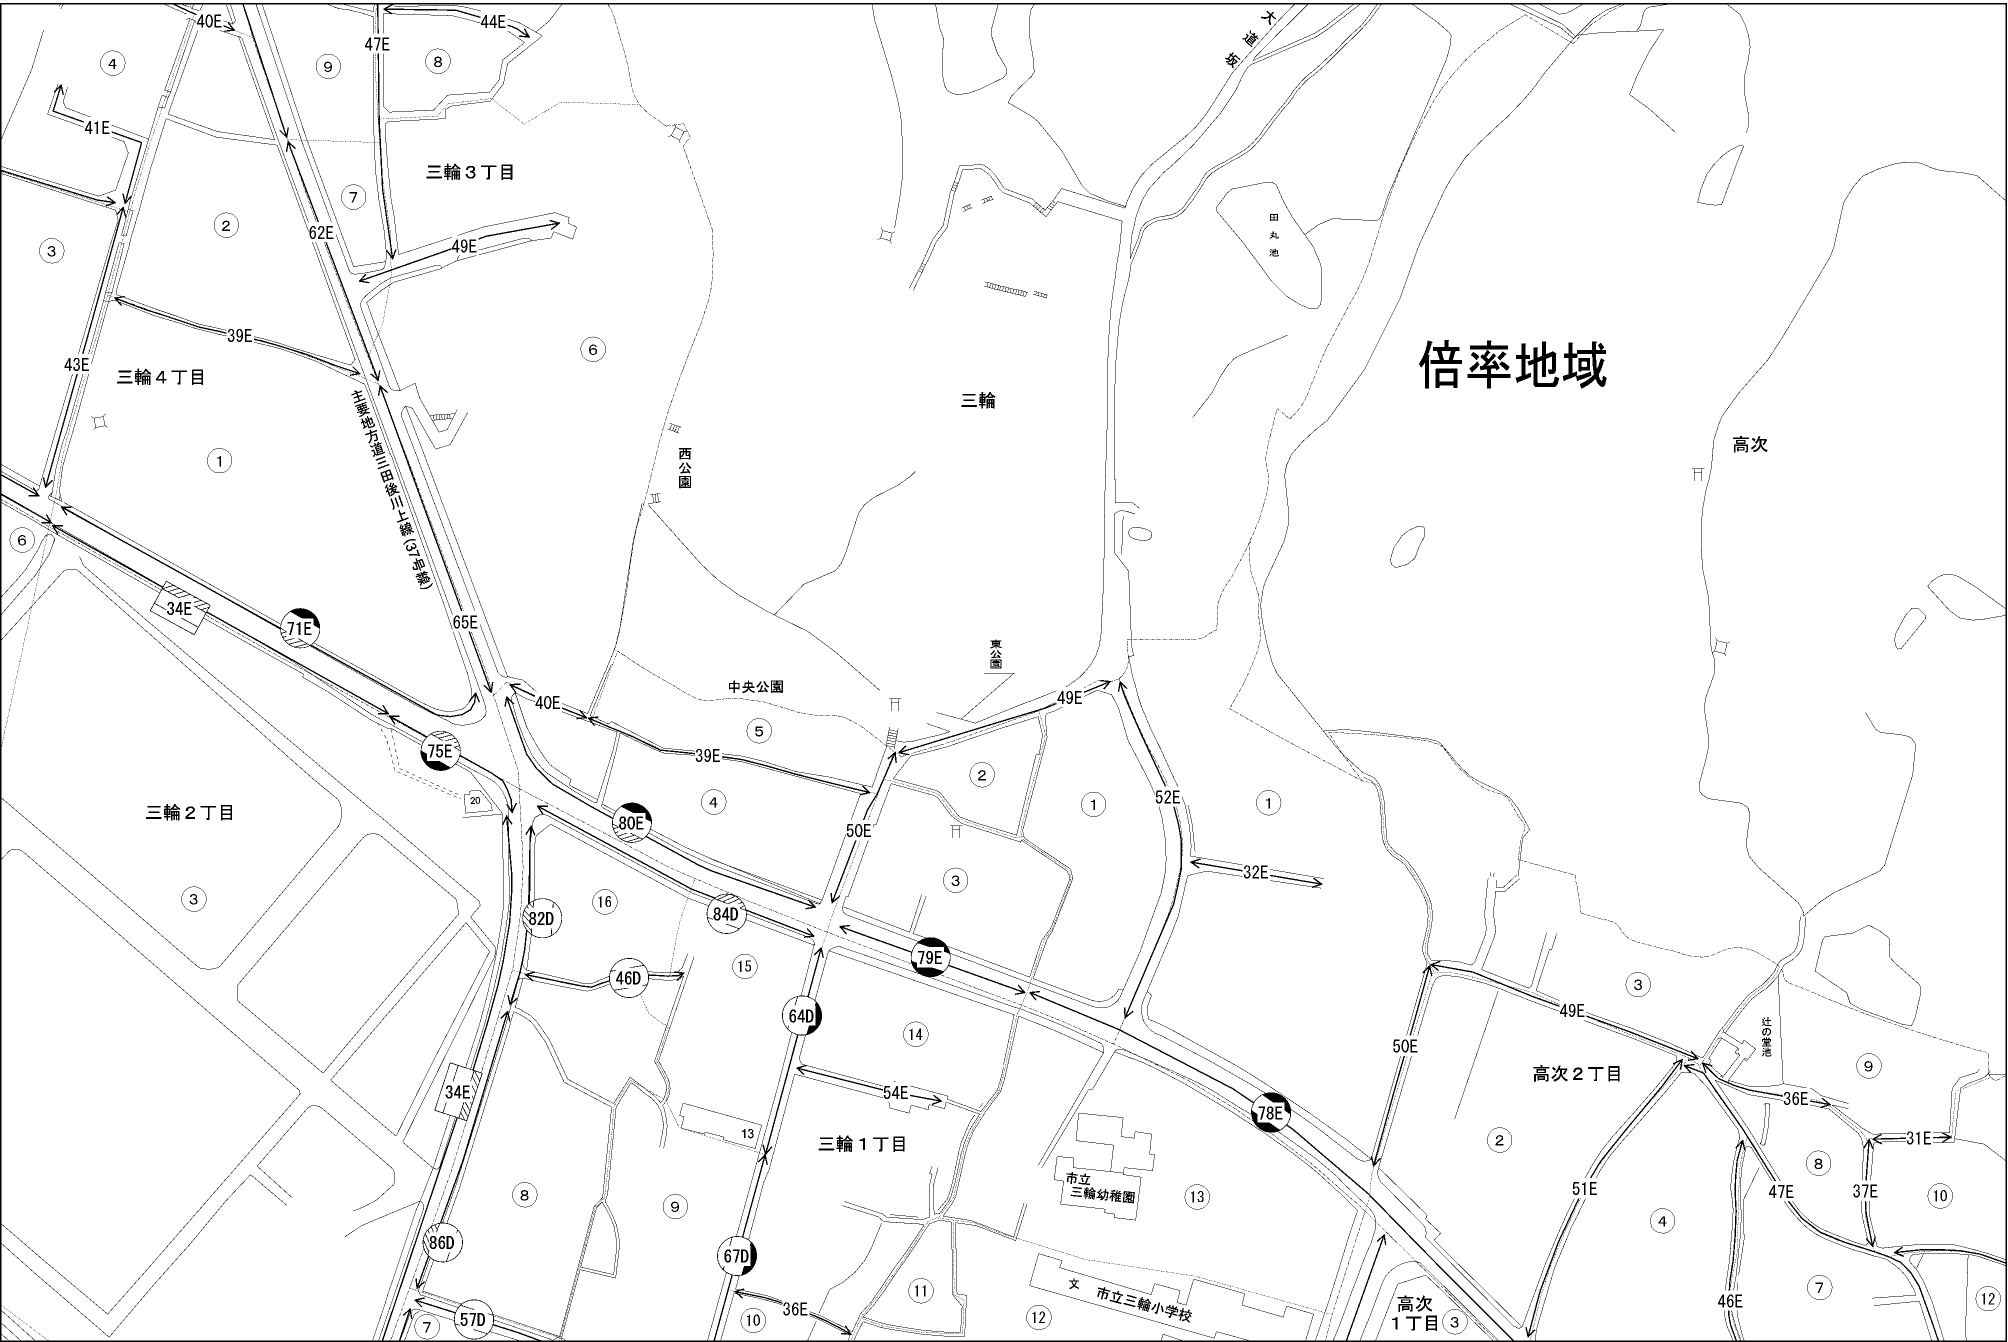 40E
44E
47E
④
⑨
⑧
41E
大道坂
三輪3丁目
②
⑦
62E
49E
③
田丸池
39E
43E
三輪4丁目
⑥
倍率地域
主要地方道三田後川上線(37号線)
三輪
高次
①
西公園
⑥
34E
71E
65E
東公園
中央公園
40E
49E
⑤
39E
75E
②
52E
①
①
20
三輪2丁目
④
80E
50E
32E
③
③
⑯
82D
84D
79E
⑮
46D
③
64D
⑭
49E
辻の堂池
50E
高次2丁目
⑨
34E
54E
36E
78E
13
三輪1丁目
②
31E
⑧
市立
三輪幼稚園
⑬
51E
47E
37E
⑩
⑧
⑨
④
86D
67D
⑪
⑦
⑫
文
市立三輪小学校
46E
57D
⑦
⑩
36E
⑫
高次
1丁目
③